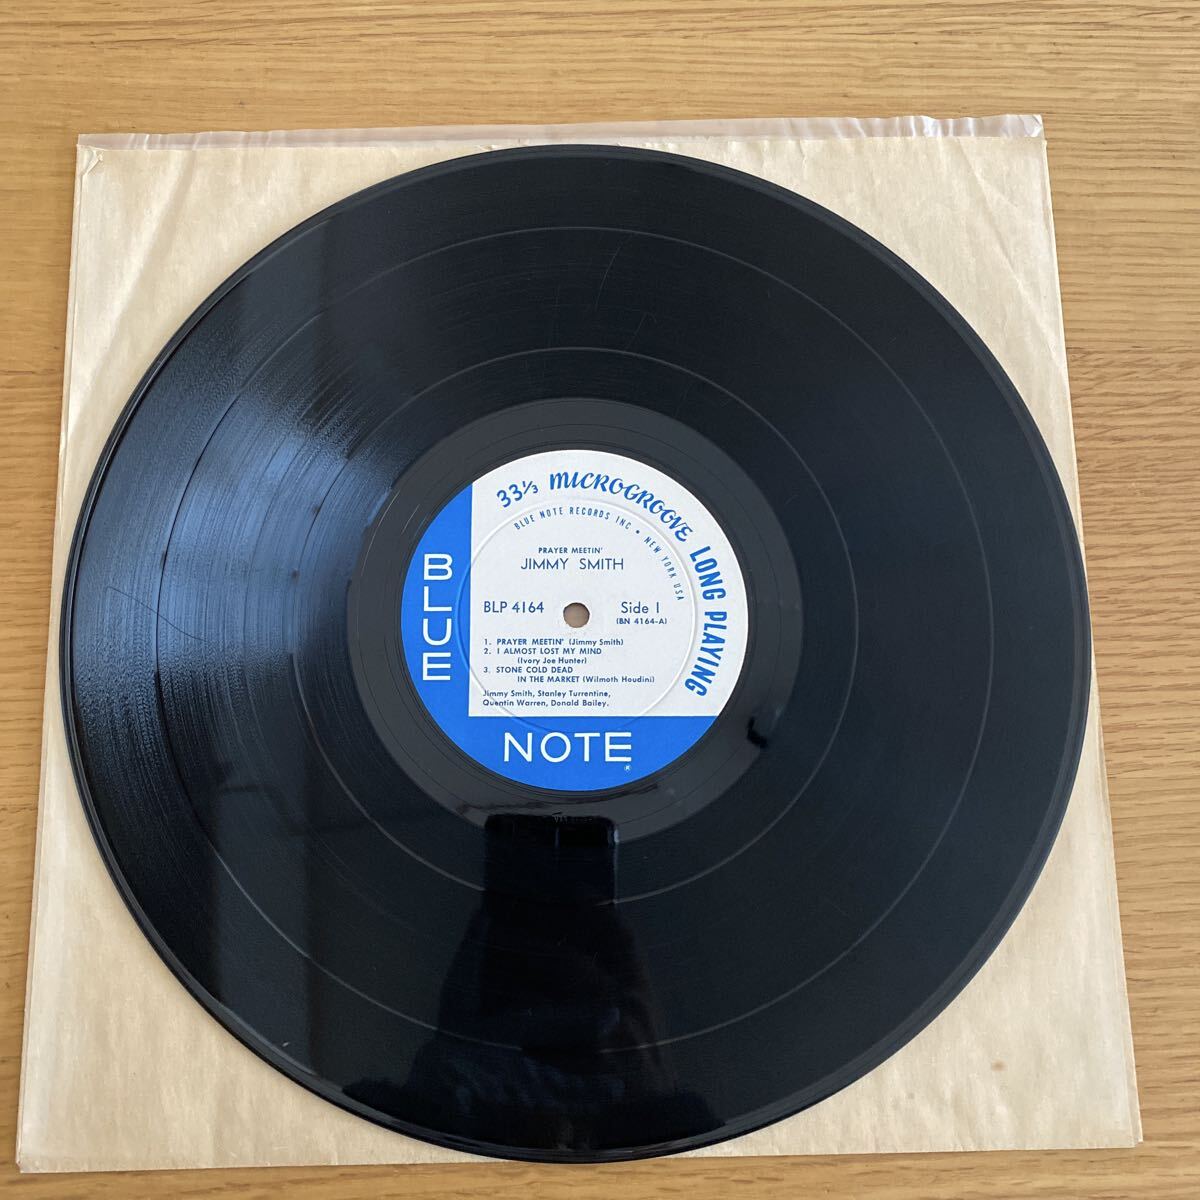 33⅓ MICROGROOVE LONG PLAYING
BLUE NOTE RECORDS INC • NEW YORK USA
PRAYER MEETIN'
JIMMY SMITH
BLP 4164
Side 1
(BN 4164-A)
1. PRAYER MEETIN' (Jimmy Smith)
2. I ALMOST LOST MY MIND
(Ivory Joe Hunter)
3. STONE COLD DEAD
IN THE MARKET (Wilmoth Houdini)
Jimmy Smith, Stanley Turrentine,
Quentin Warren, Donald Bailey.
BLUE
NOTE
®